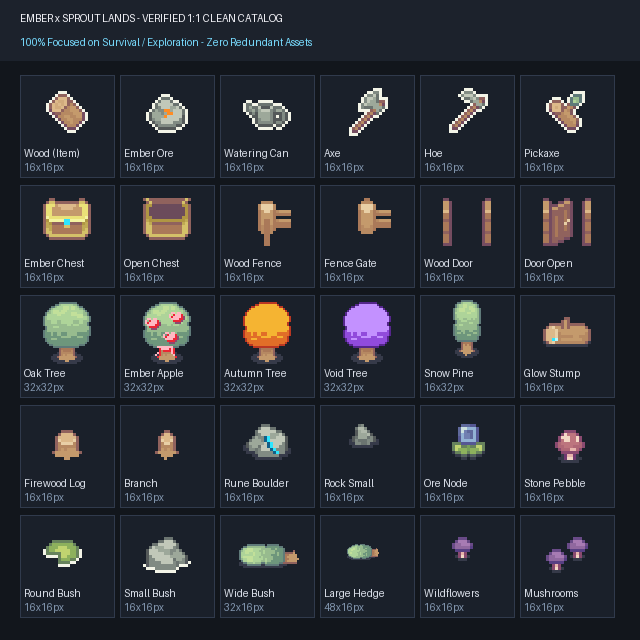 EMBER x SPROUT LANDS - VERIFIED 1:1 CLEAN CATALOG
100% Focused on Survival / Exploration - Zero Redundant Assets
Wood (Item)
16x16px
Ember Ore
16x16px
Watering Can
16x16px
Axe
16x16px
Hoe
16x16px
Pickaxe
16x16px
Ember Chest
16x16px
Open Chest
16x16px
Wood Fence
16x16px
Fence Gate
16x16px
Wood Door
16x16px
Door Open
16x16px
Oak Tree
32x32px
Ember Apple
32x32px
Autumn Tree
32x32px
Void Tree
32x32px
Snow Pine
16x32px
Glow Stump
16x16px
Firewood Log
16x16px
Branch
16x16px
Rune Boulder
16x16px
Rock Small
16x16px
Ore Node
16x16px
Stone Pebble
16x16px
Round Bush
16x16px
Small Bush
16x16px
Wide Bush
32x16px
Large Hedge
48x16px
Wildflowers
16x16px
Mushrooms
16x16px